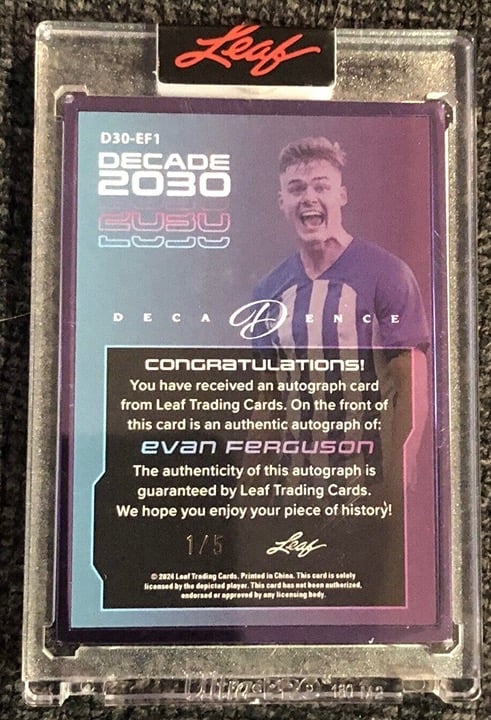 Leaf
D30-EF1
DECADE
2030
2030
DECADENCE
CONGRATULATIONS!
You have received an autograph card
from Leaf Trading Cards. On the front of
this card is an authentic autograph of:
evan Ferguson
The authenticity of this autograph is
guaranteed by Leaf Trading Cards.
We hope you enjoy your piece of history!
1/5
Leaf
© 2024 Leaf Trading Cards. Printed in China. This card is solely
licensed by the depicted player. This card has not been authorized,
endorsed or approved by any licensing body.